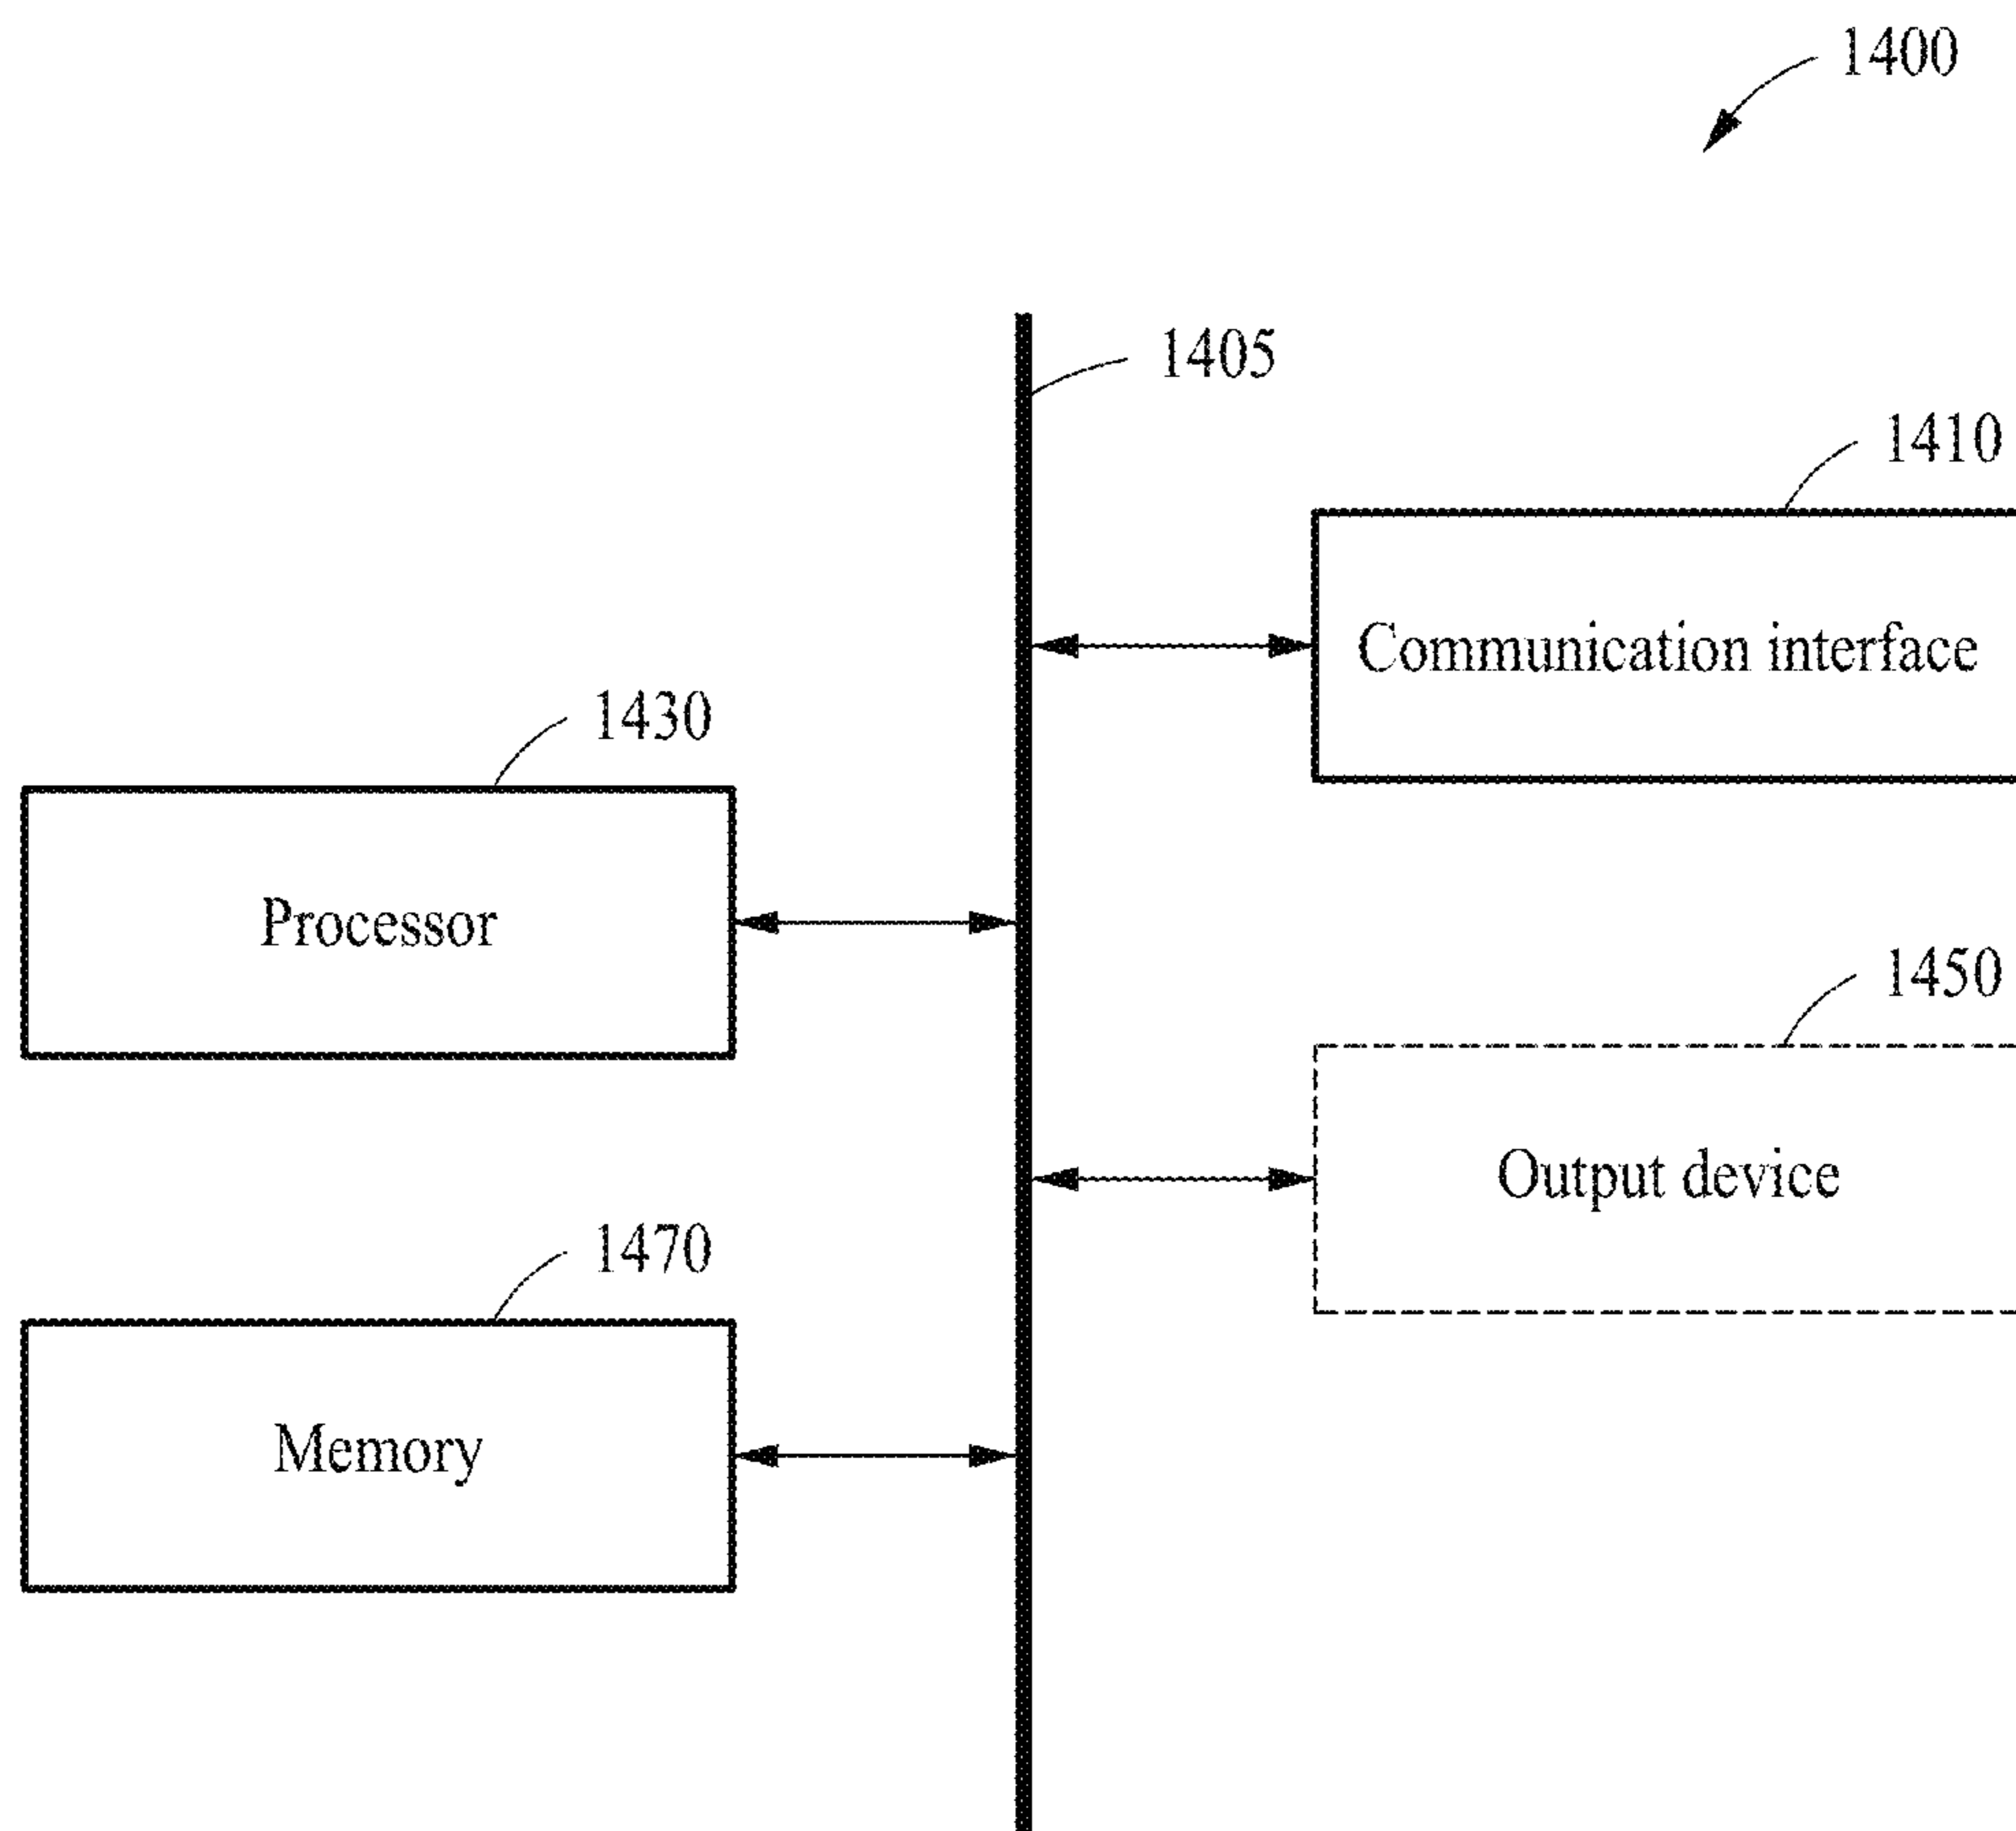 1400
1405
1410
Communication interface
1430
Processor
1450
Output device
1470
Memory